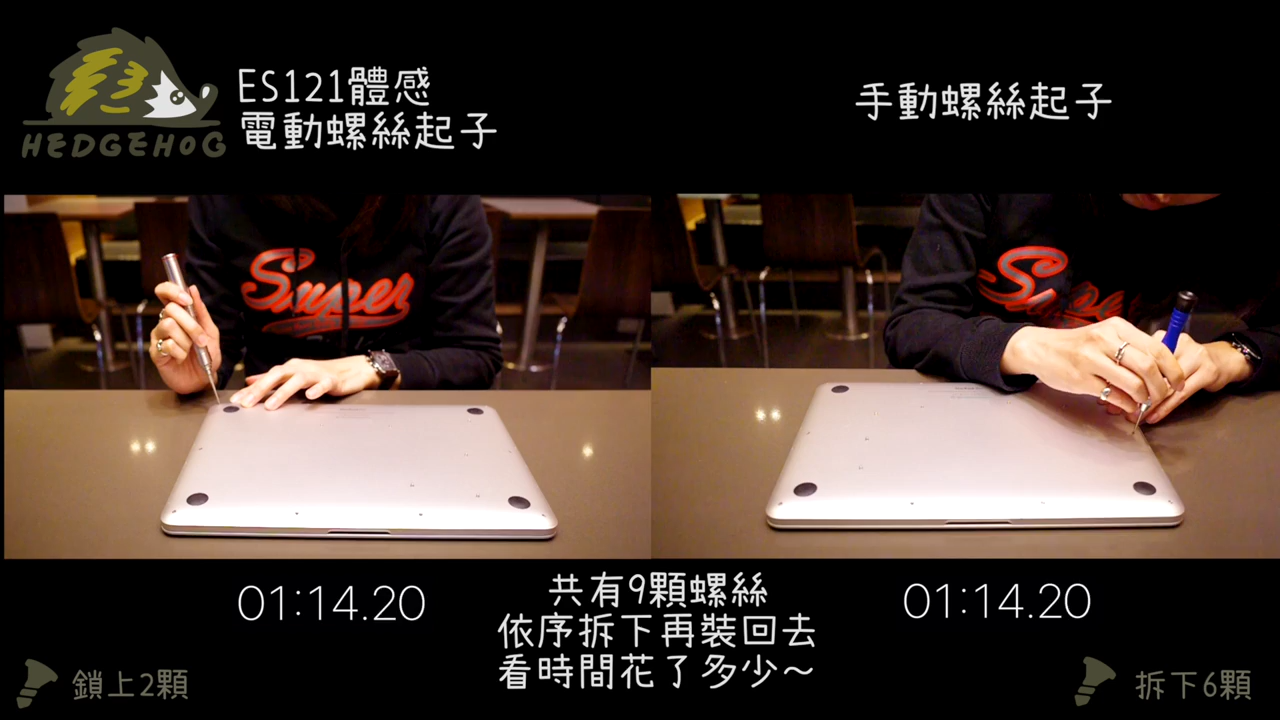 HEDGEHOG
ES121體感
電動螺絲起子
手動螺絲起子
Super
Su
01:14.20
01:14.20
共有9顆螺絲
依序拆下再裝回去
看時間花了多少～
鎖上2顆
拆下6顆